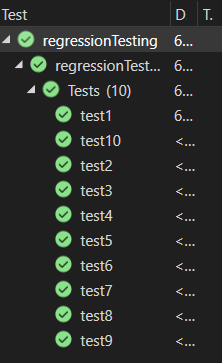 Test D T.
regressionTesting 6...
regressionTest... 6...
Tests (10) 6...
test1 6...
test10 <...
test2 <...
test3 <...
test4 <...
test5 <...
test6 <...
test7 <...
test8 <...
test9 <...